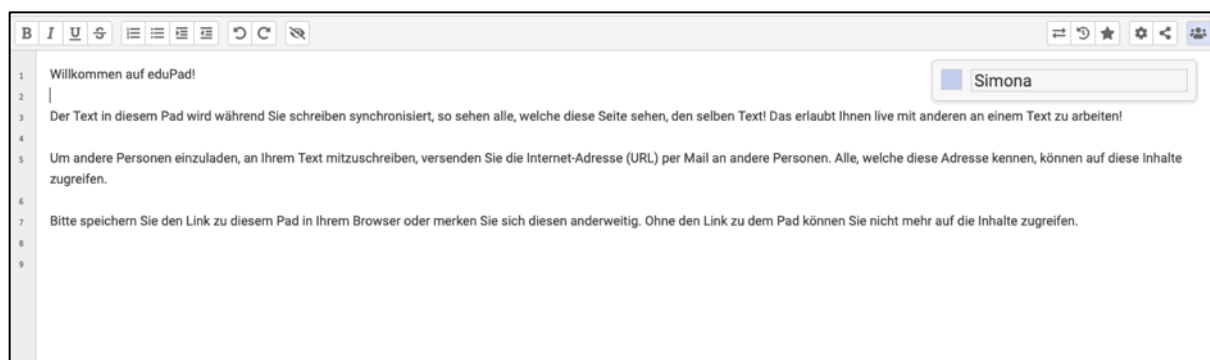 B I U S
Willkommen auf eduPad!
Simona
Der Text in diesem Pad wird während Sie schreiben synchronisiert, so sehen alle, welche diese Seite sehen, den selben Text! Das erlaubt Ihnen live mit anderen an einem Text zu arbeiten!
Um andere Personen einzuladen, an Ihrem Text mitzuschreiben, versenden Sie die Internet-Adresse (URL) per Mail an andere Personen. Alle, welche diese Adresse kennen, können auf diese Inhalte
zugreifen.
Bitte speichern Sie den Link zu diesem Pad in Ihrem Browser oder merken Sie sich diesen anderweitig. Ohne den Link zu dem Pad können Sie nicht mehr auf die Inhalte zugreifen.
1
2
3
4
5
6
7
8
9